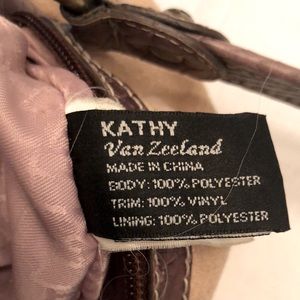 KATHY
Van Zeeland
MADE IN CHINA
BODY: 100% POLYESTER
TRIM: 100% VINYL
LINING: 100% POLYESTER